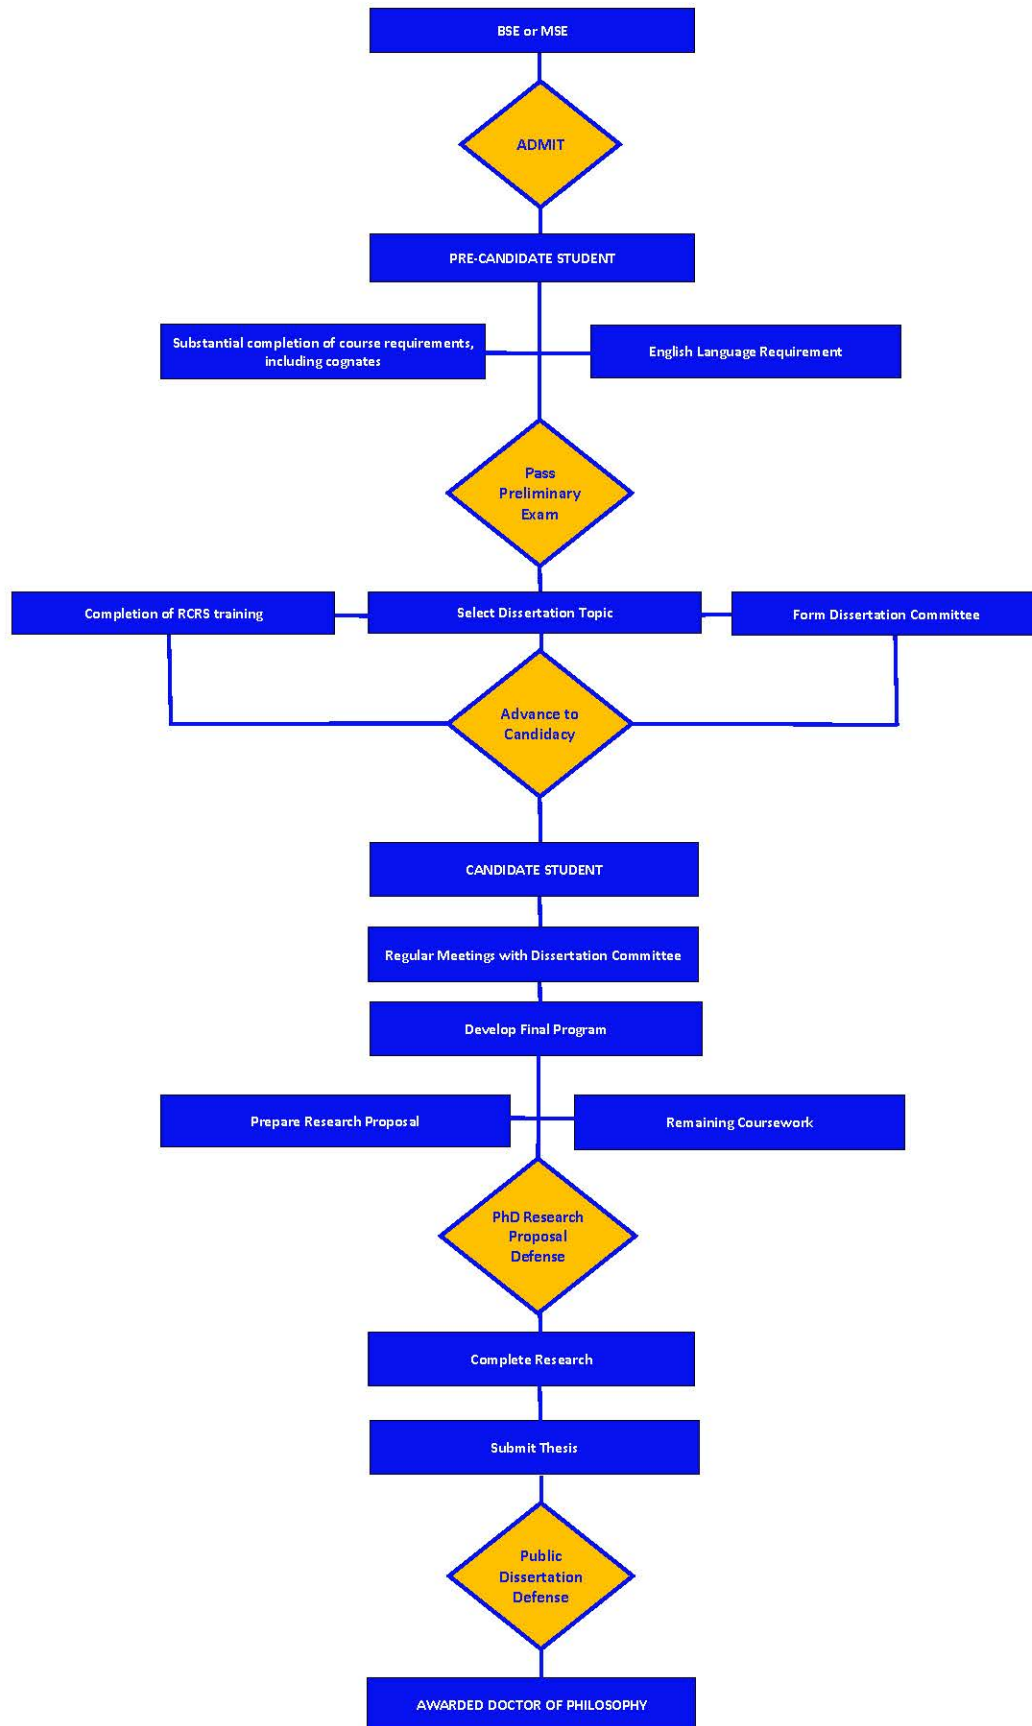 BSE or MSE
ADMIT
PRE-CANDIDATE STUDENT
Substantial completion of course requirements,
including cognates
English Language Requirement
Pass
Preliminary
Exam
Completion of RCRS training
Select Dissertation Topic
Form Dissertation Committee
Advance to
Candidacy
CANDIDATE STUDENT
Regular Meetings with Dissertation Committee
Develop Final Program
Prepare Research Proposal
Remaining Coursework
PhD Research
Proposal
Defense
Complete Research
Submit Thesis
Public
Dissertation
Defense
AWARDED DOCTOR OF PHILOSOPHY